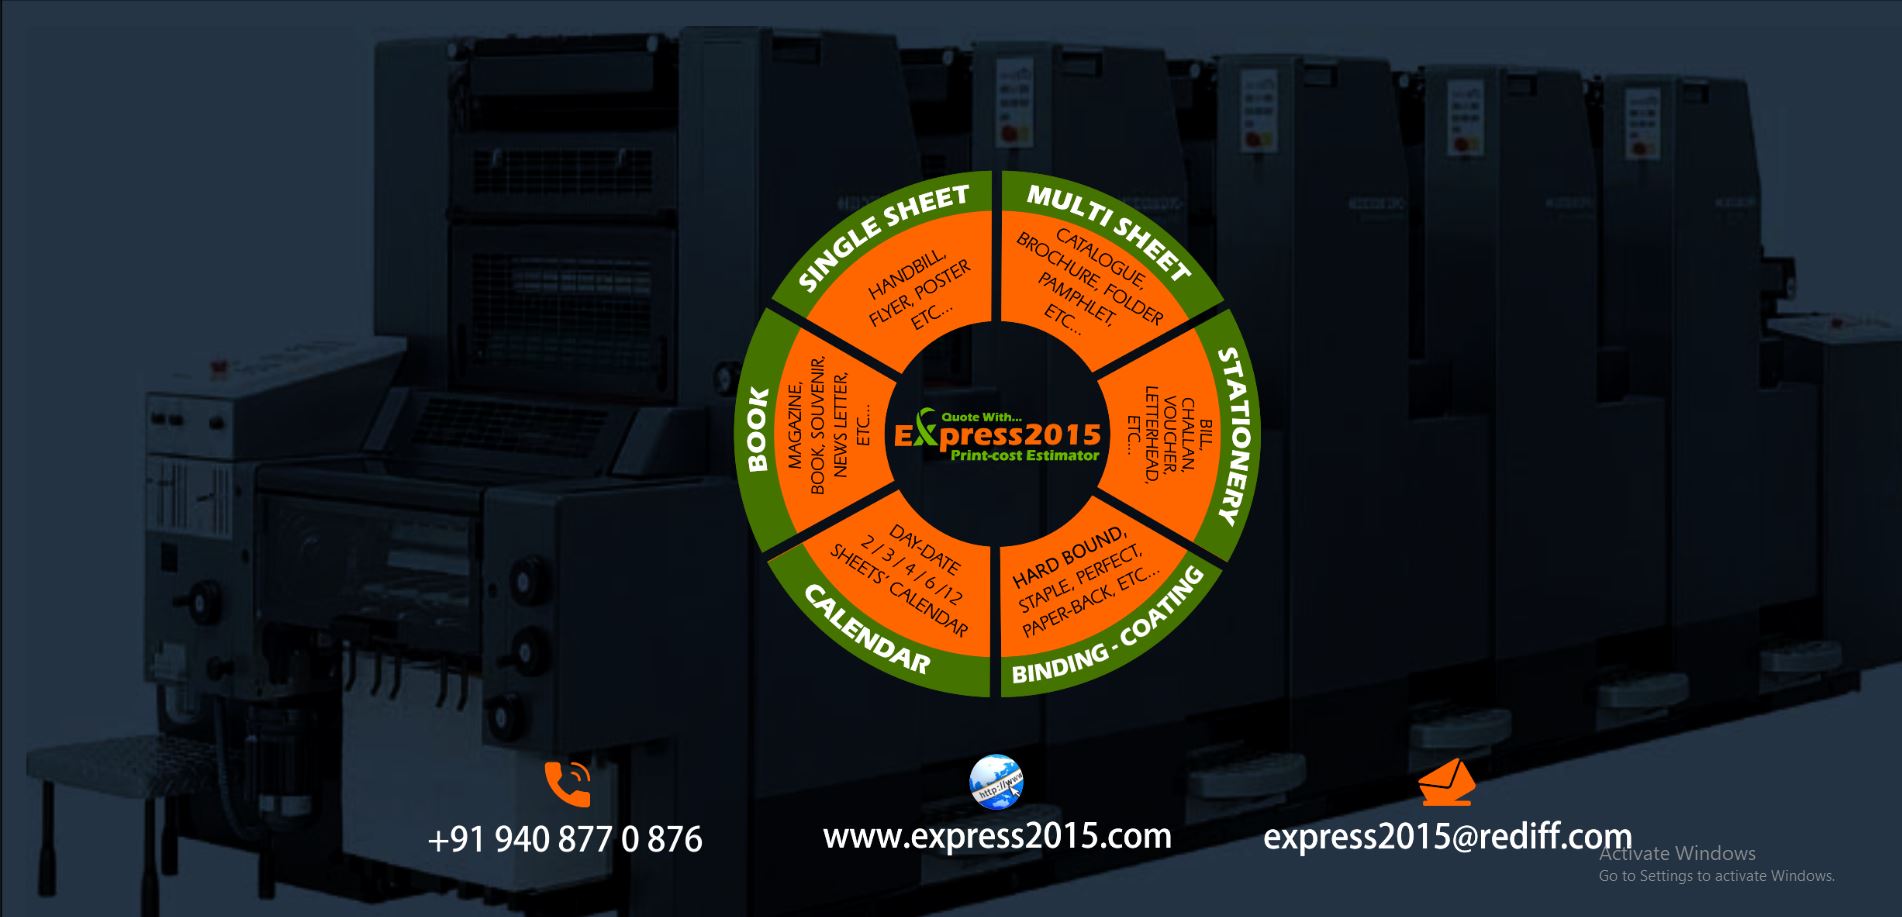 SINGLE SHEET
HANDBILL,
FLYER, POSTER
ETC...
MULTI SHEET
CATALOGUE,
BROCHURE, FOLDER
PAMPHLET,
ETC...
STATIONERY
BILL,
CHALLAN,
VOUCHER,
LETTERHEAD,
ETC...
BINDING - COATING
HARD BOUND,
STAPLE, PERFECT,
PAPER-BACK, ETC...
CALENDAR
DAY-DATE
2 / 3 / 4 / 6 /12
SHEETS' CALENDAR
BOOK
MAGAZINE,
BOOK, SOUVENIR,
NEWS LETTER,
ETC...
Quote With...
EXpress2015
Print-cost Estimator
http://www
+91 940 877 0 876
www.express2015.com
express2015@rediff.com
Activate Windows
Go to Settings to activate Windows.